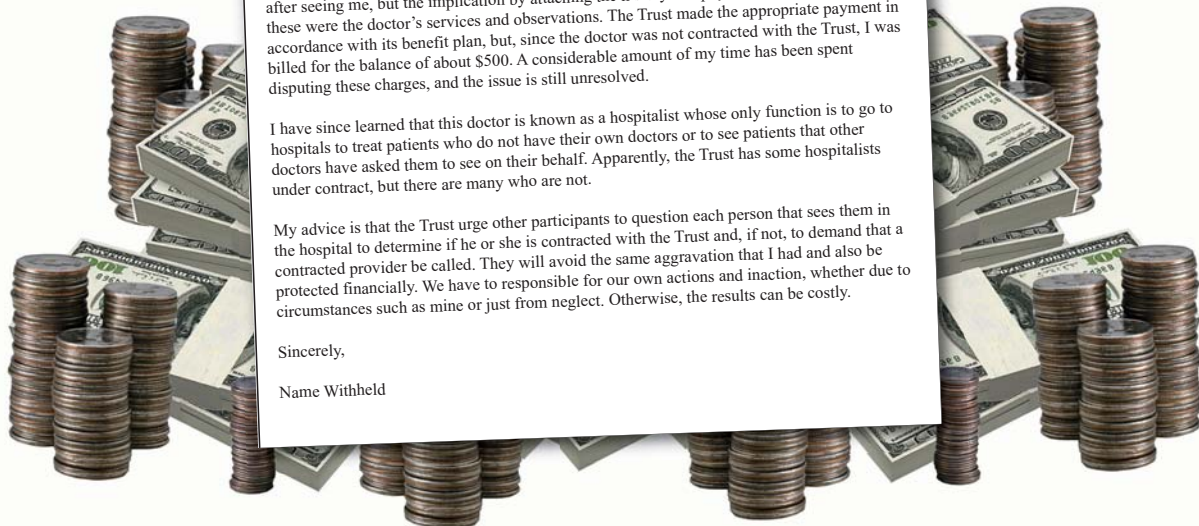 after seeing me, but the implication by attaching the
these were the doctor’s services and observations. The Trust made the appropriate payment in
accordance with its benefit plan, but, since the doctor was not contracted with the Trust, I was
billed for the balance of about $500. A considerable amount of my time has been spent
disputing these charges, and the issue is still unresolved.
I have since learned that this doctor is known as a hospitalist whose only function is to go to
hospitals to treat patients who do not have their own doctors or to see patients that other
doctors have asked them to see on their behalf. Apparently, the Trust has some hospitalists
under contract, but there are many who are not.
My advice is that the Trust urge other participants to question each person that sees them in
the hospital to determine if he or she is contracted with the Trust and, if not, to demand that a
contracted provider be called. They will avoid the same aggravation that I had and also be
protected financially. We have to responsible for our own actions and inaction, whether due to
circumstances such as mine or just from neglect. Otherwise, the results can be costly.
Sincerely,
Name Withheld